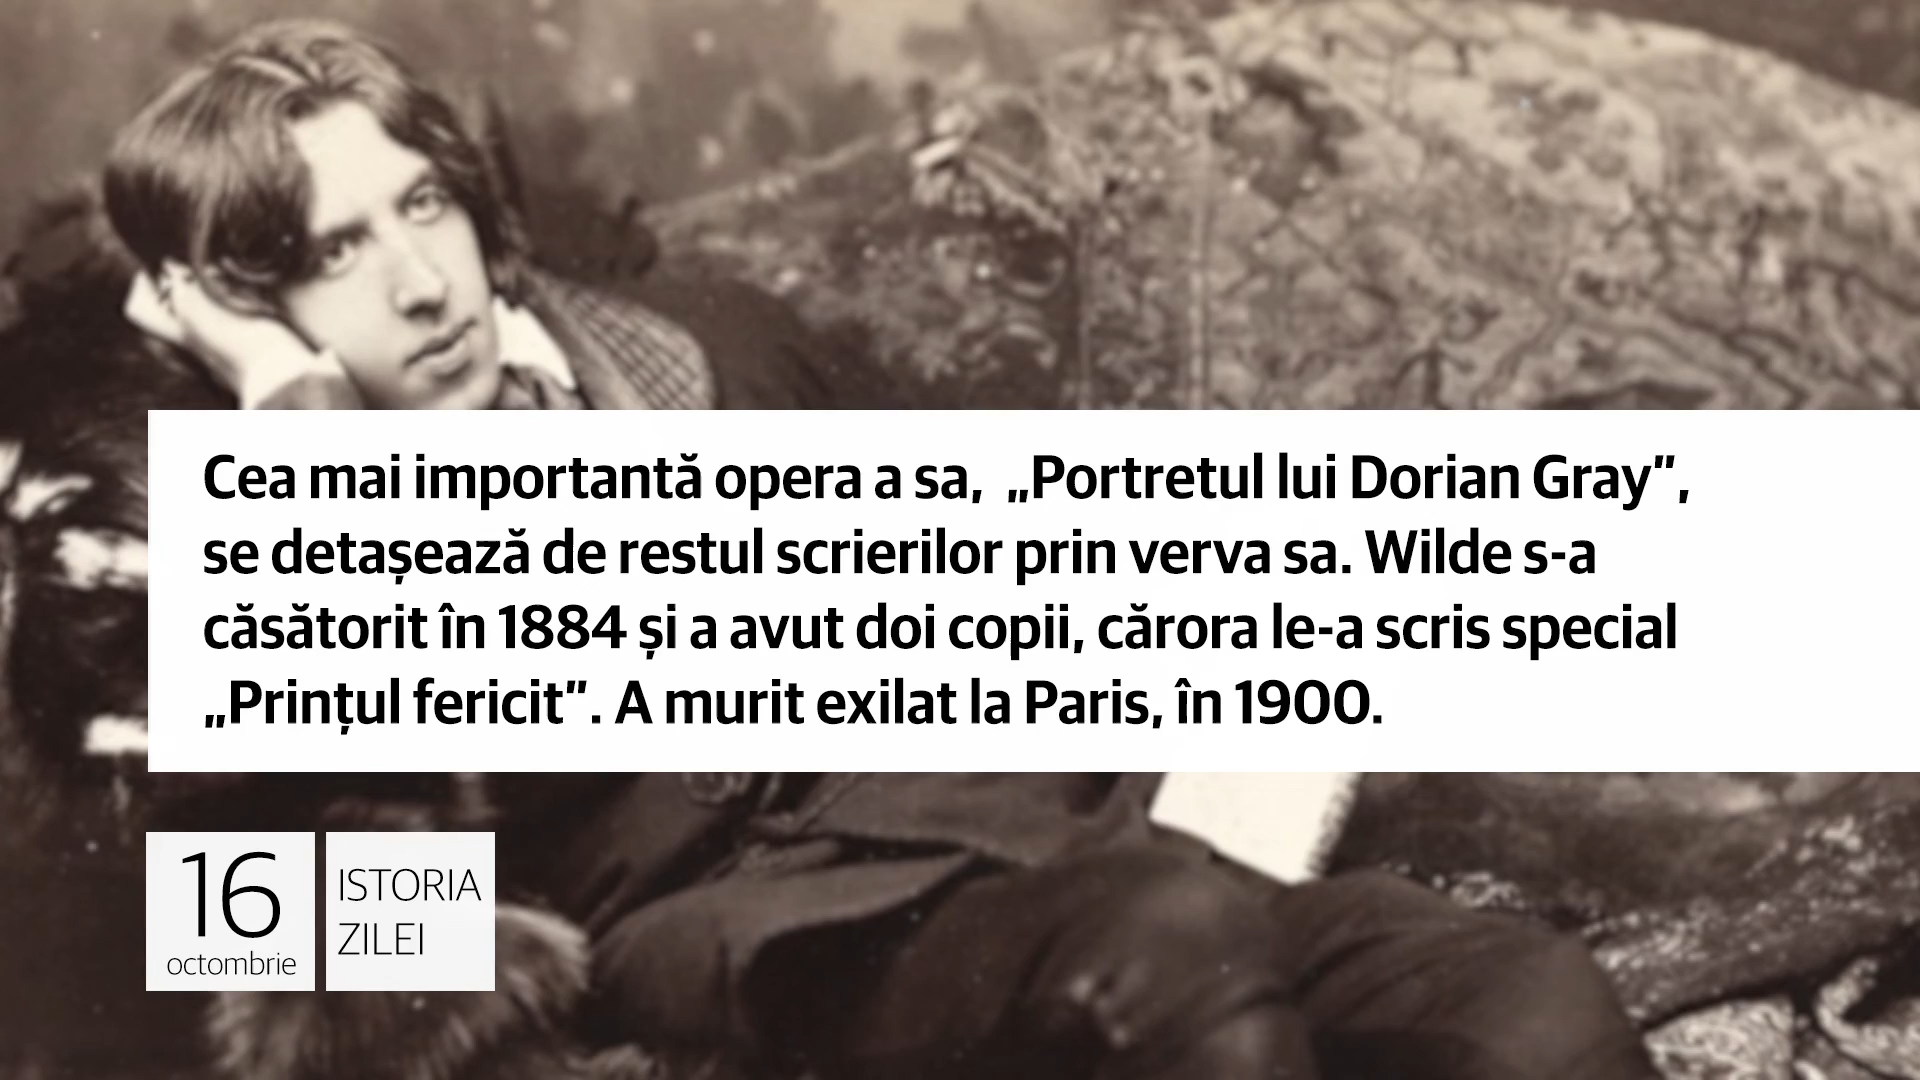 Cea mai importantă opera a sa, „Portretul lui Dorian Gray”,
se detașează de restul scrierilor prin verva sa. Wilde s-a
căsătorit în 1884 și a avut doi copii, cărora le-a scris special
„Prințul fericit”. A murit exilat la Paris, în 1900.
16
octombrie
ISTORIA
ZILEI